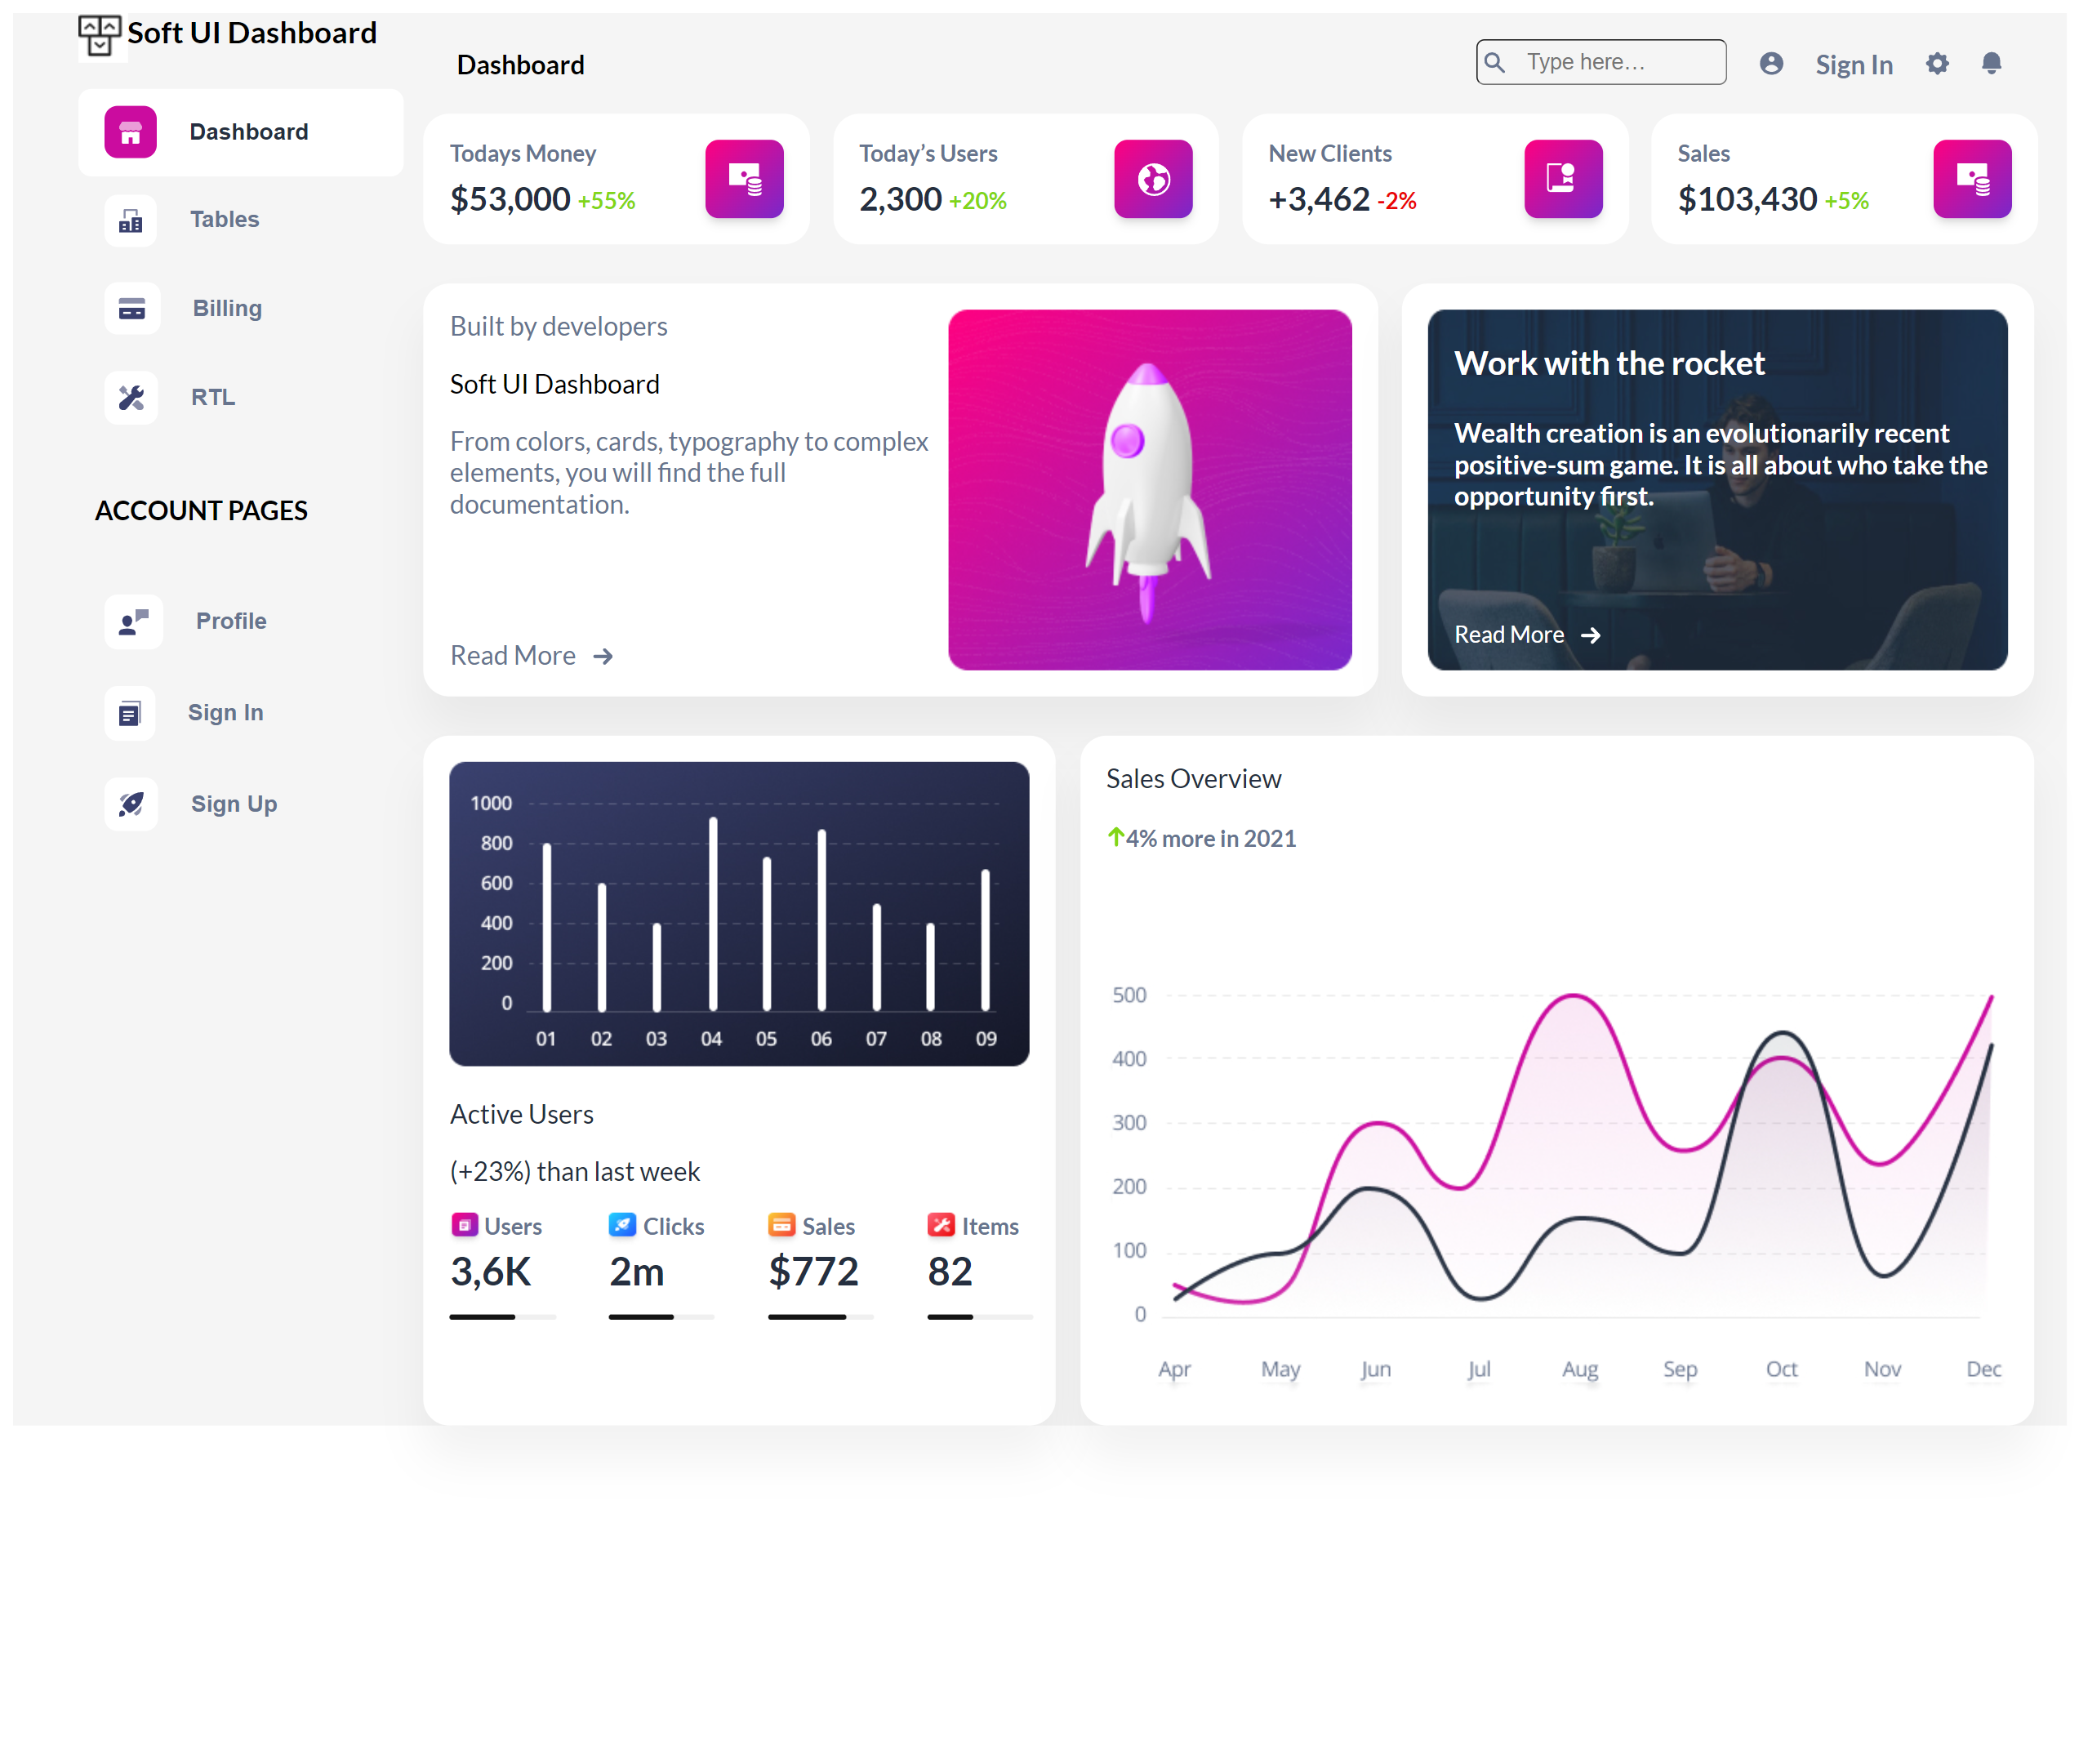 Soft UI Dashboard
Dashboard
Type here...
Sign In
Dashboard
Tables
Billing
RTL
ACCOUNT PAGES
Profile
Sign In
Sign Up
Todays Money
$53,000 +55%
Today’s Users
2,300 +20%
New Clients
+3,462 -2%
Sales
$103,430 +5%
Built by developers
Soft UI Dashboard
From colors, cards, typography to complex
elements, you will find the full
documentation.
Read More
Work with the rocket
Wealth creation is an evolutionarily recent
positive-sum game. It is all about who take the
opportunity first.
Read More
1000
800
600
400
200
0
01 02 03 04 05 06 07 08 09
Active Users
(+23%) than last week
Users Clicks Sales Items
3,6K 2m $772 82
Sales Overview
4% more in 2021
500
400
300
200
100
0
Apr May Jun Jul Aug Sep Oct Nov Dec